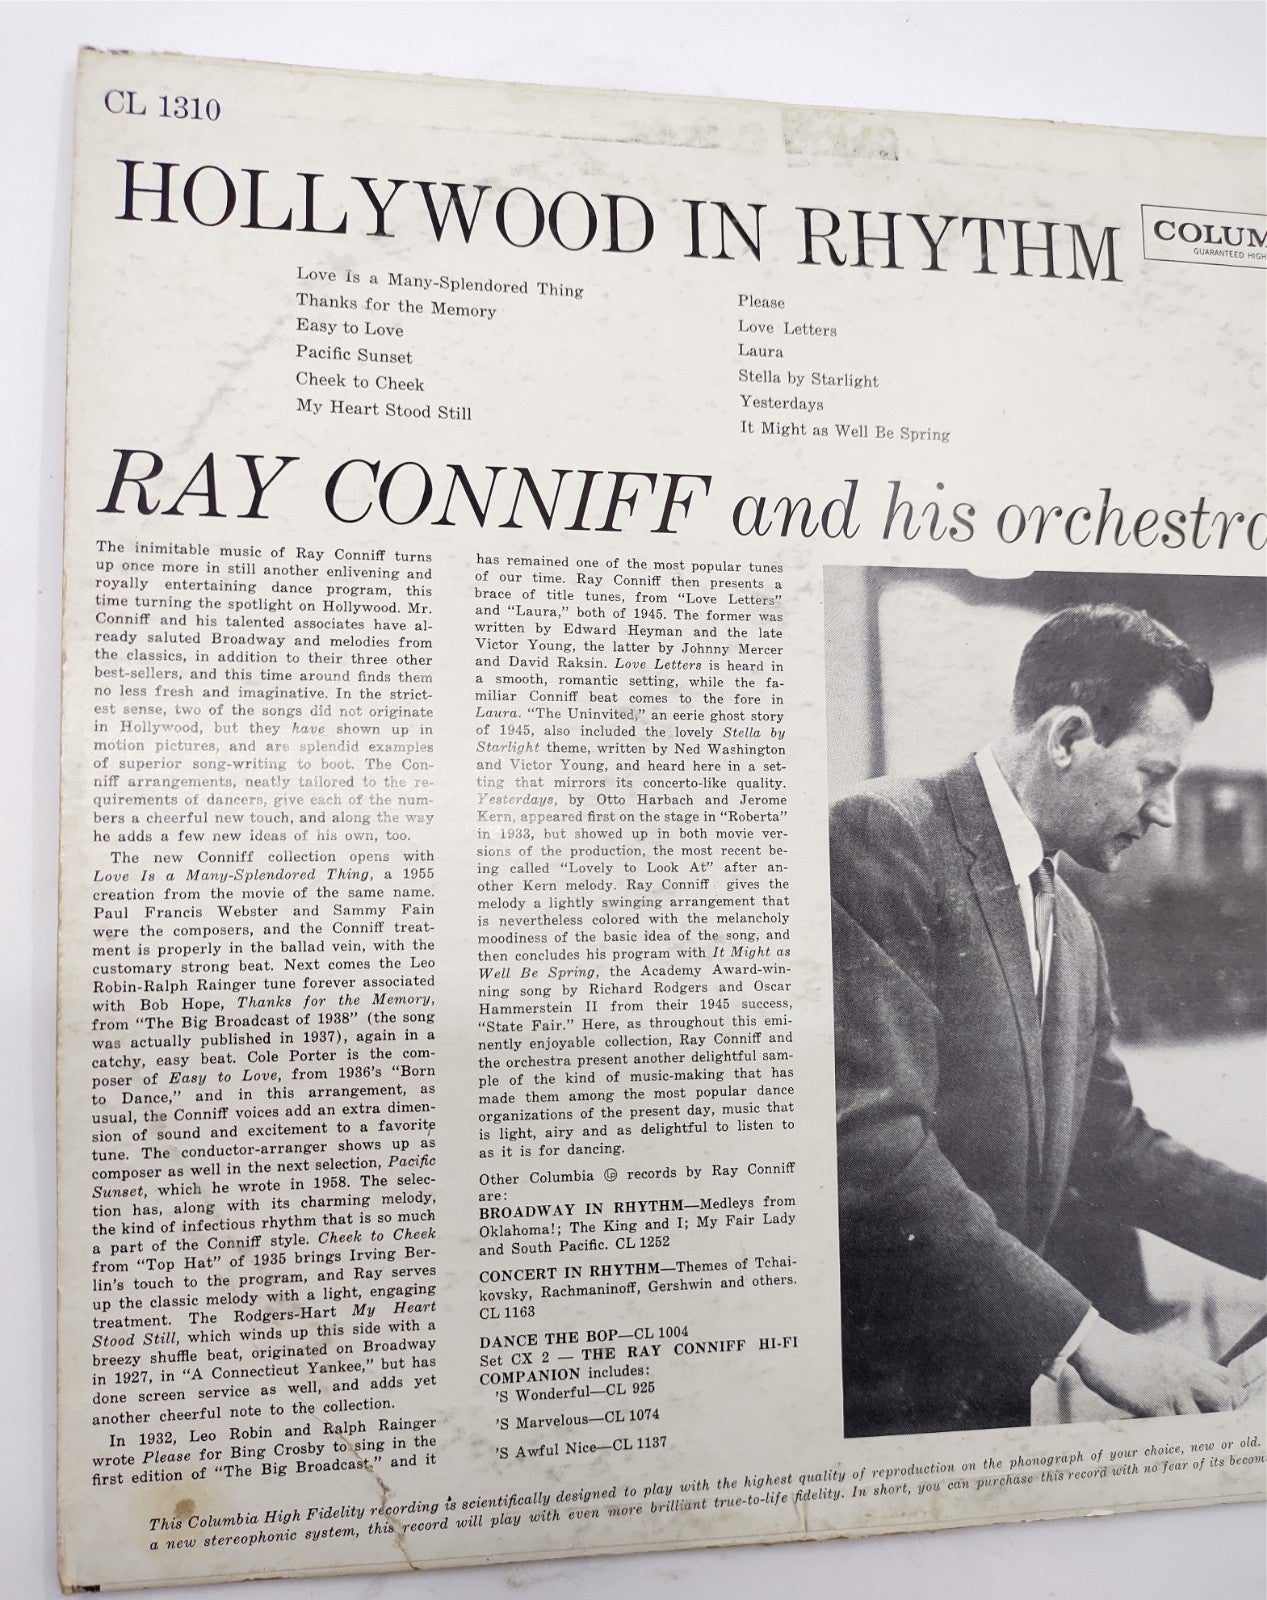 CL 1310
HOLLYWOOD IN RHYTHM
COLUM
GUARANTEED HIGH
Love Is a Many-Splendored Thing
Thanks for the Memory
Easy to Love
Pacific Sunset
Cheek to Cheek
My Heart Stood Still
Please
Love Letters
Laura
Stella by Starlight
Yesterdays
It Might as Well Be Spring
RAY CONNIFF and his orchestra
The inimitable music of Ray Conniff turns
up once more in still another enlivening and
royally entertaining dance program, this
time turning the spotlight on Hollywood. Mr.
Conniff and his talented associates have al-
ready saluted Broadway and melodies from
the classics, in addition to their three other
best-sellers, and this time around finds them
no less fresh and imaginative. In the strict-
est sense, two of the songs did not originate
in Hollywood, but they have shown up in
motion pictures, and are splendid examples
of superior song-writing to boot. The Con-
niff arrangements, neatly tailored to the re-
quirements of dancers, give each of the num-
bers a cheerful new touch, and along the way
he adds a few new ideas of his own, too.
The new Conniff collection opens with
Love Is a Many-Splendored Thing, a 1955
creation from the movie of the same name.
Paul Francis Webster and Sammy Fain
were the composers, and the Conniff treat-
ment is properly in the ballad vein, with the
customary strong beat. Next comes the Leo
Robin-Ralph Rainger tune forever associated
with Bob Hope, Thanks for the Memory,
from "The Big Broadcast of 1938" (the song
was actually published in 1937), again in a
catchy, easy beat. Cole Porter is the com-
poser of Easy to Love, from 1936's "Born
to Dance," and in this arrangement, as
usual, the Conniff voices add an extra dimen-
sion of sound and excitement to a favorite
tune. The conductor-arranger shows up as
composer as well in the next selection, Pacific
Sunset, which he wrote in 1958. The selec-
tion has, along with its charming melody,
the kind of infectious rhythm that is so much
a part of the Conniff style. Cheek to Cheek
from "Top Hat" of 1935 brings Irving Ber-
lin's touch to the program, and Ray serves
up the classic melody with a light, engaging
treatment. The Rodgers-Hart My Heart
Stood Still, which winds up this side with a
breezy shuffle beat, originated on Broadway
in 1927, in "A Connecticut Yankee," but has
done screen service as well, and adds yet
another cheerful note to the collection.
In 1932, Leo Robin and Ralph Rainger
wrote Please for Bing Crosby to sing in the
first edition of "The Big Broadcast," and it
has remained one of the most popular tunes
of our time. Ray Conniff then presents a
brace of title tunes, from "Love Letters"
and "Laura," both of 1945. The former was
written by Edward Heyman and the late
Victor Young, the latter by Johnny Mercer
and David Raksin. Love Letters is heard in
a smooth, romantic setting, while the fa-
miliar Conniff beat comes to the fore in
Laura. "The Uninvited," an eerie ghost story
of 1945, also included the lovely Stella by
Starlight theme, written by Ned Washington
and Victor Young, and heard here in a set-
ting that mirrors its concerto-like quality.
Yesterdays, by Otto Harbach and Jerome
Kern, appeared first on the stage in "Roberta"
in 1933, but showed up in both movie ver-
sions of the production, the most recent be-
ing called "Lovely to Look At" after an-
other Kern melody. Ray Conniff gives the
melody a lightly swinging arrangement that
is nevertheless colored with the melancholy
moodiness of the basic idea of the song, and
then concludes his program with It Might as
Well Be Spring, the Academy Award-win-
ning song by Richard Rodgers and Oscar
Hammerstein II from their 1945 success,
"State Fair." Here, as throughout this emi-
nently enjoyable collection, Ray Conniff and
the orchestra present another delightful sam-
ple of the kind of music-making that has
made them among the most popular dance
organizations of the present day, music that
is light, airy and as delightful to listen to
as it is for dancing.
Other Columbia Lp records by Ray Conniff
are:
BROADWAY IN RHYTHM—Medleys from
Oklahoma!; The King and I; My Fair Lady
and South Pacific. CL 1252
CONCERT IN RHYTHM—Themes of Tchai-
kovsky, Rachmaninoff, Gershwin and others.
CL 1163
DANCE THE BOP—CL 1004
Set CX 2 — THE RAY CONNIFF HI-FI
COMPANION includes:
'S Wonderful—CL 925
'S Marvelous—CL 1074
'S Awful Nice—CL 1137
This Columbia High Fidelity recording is scientifically designed to play with the highest quality of reproduction on the phonograph of your choice, new or old.
a new stereophonic system, this record will play with even more brilliant true-to-life fidelity. In short, you can purchase this record with no fear of its becom